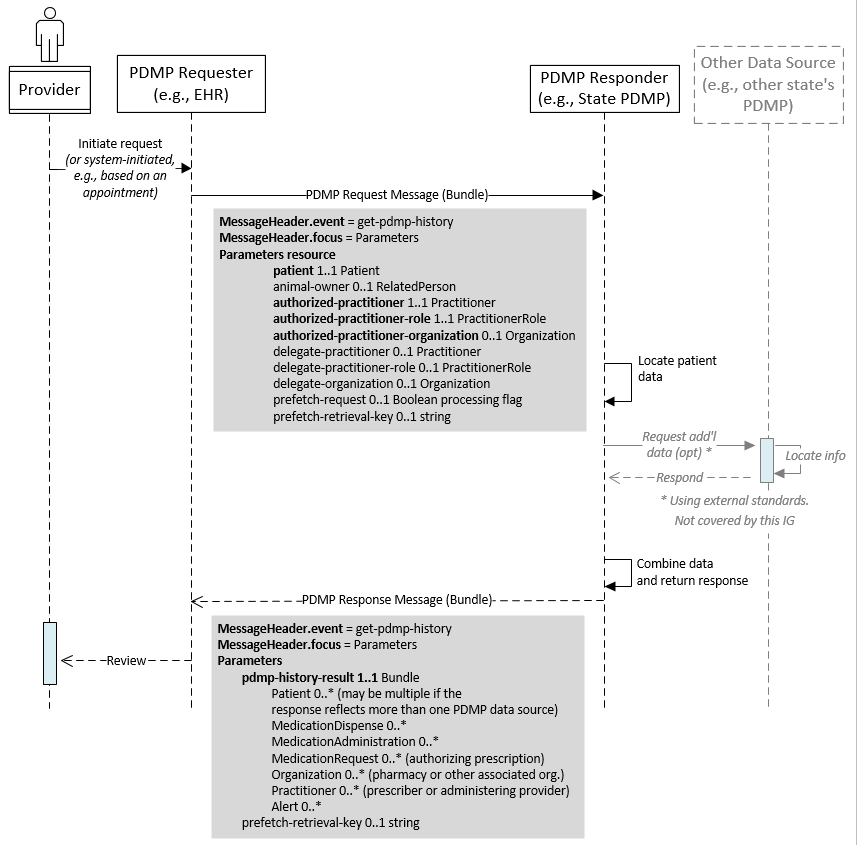 Provider
PDMP Requester
(e.g., EHR)
PDMP Responder
(e.g., State PDMP)
Other Data Source
(e.g., other state's
PDMP)
Initiate request
(or system-initiated,
e.g., based on an
appointment)
PDMP Request Message (Bundle)
MessageHeader.event = get-pdmp-history
MessageHeader.focus = Parameters
Parameters resource
patient 1..1 Patient
animal-owner 0..1 RelatedPerson
authorized-practitioner 1..1 Practitioner
authorized-practitioner-role 1..1 PractitionerRole
authorized-practitioner-organization 0..1 Organization
delegate-practitioner 0..1 Practitioner
delegate-practitioner-role 0..1 PractitionerRole
delegate-organization 0..1 Organization
prefetch-request 0..1 Boolean processing flag
prefetch-retrieval-key 0..1 string
Locate patient
data
Request add'l
data (opt) *
Locate info
Respond
* Using external standards.
Not covered by this IG
Combine data
and return response
PDMP Response Message (Bundle)
MessageHeader.event = get-pdmp-history
MessageHeader.focus = Parameters
Parameters
pdmp-history-result 1..1 Bundle
Patient 0..* (may be multiple if the
response reflects more than one PDMP data source)
MedicationDispense 0..*
MedicationAdministration 0..*
MedicationRequest 0..* (authorizing prescription)
Organization 0..* (pharmacy or other associated org.)
Practitioner 0..* (prescriber or administering provider)
Alert 0..*
prefetch-retrieval-key 0..1 string
Review